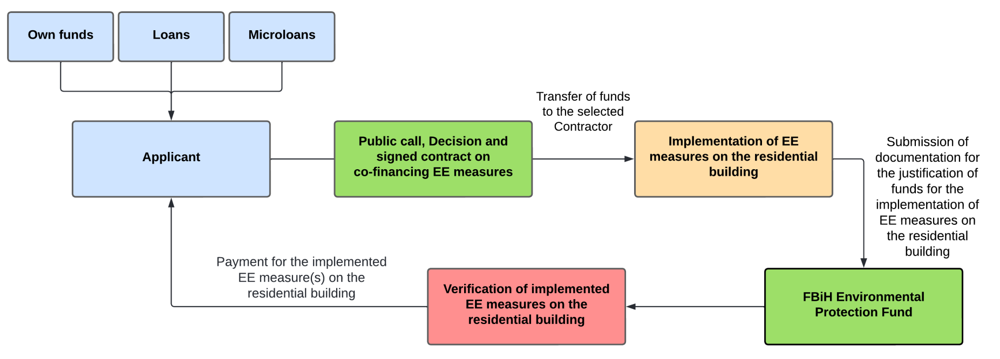 Own funds
Loans
Microloans
Transfer of funds
to the selected
Contractor
Applicant
Public call, Decision and
signed contract on
co-financing EE measures
Implementation of EE
measures on the residential
building
Submission of
documentation for
the justification of
funds for the
implementation of
EE measures on
the residential
building
Payment for the implemented
EE measure(s) on the
residential building
Verification of implemented
EE measures on the
residential building
FBiH Environmental
Protection Fund